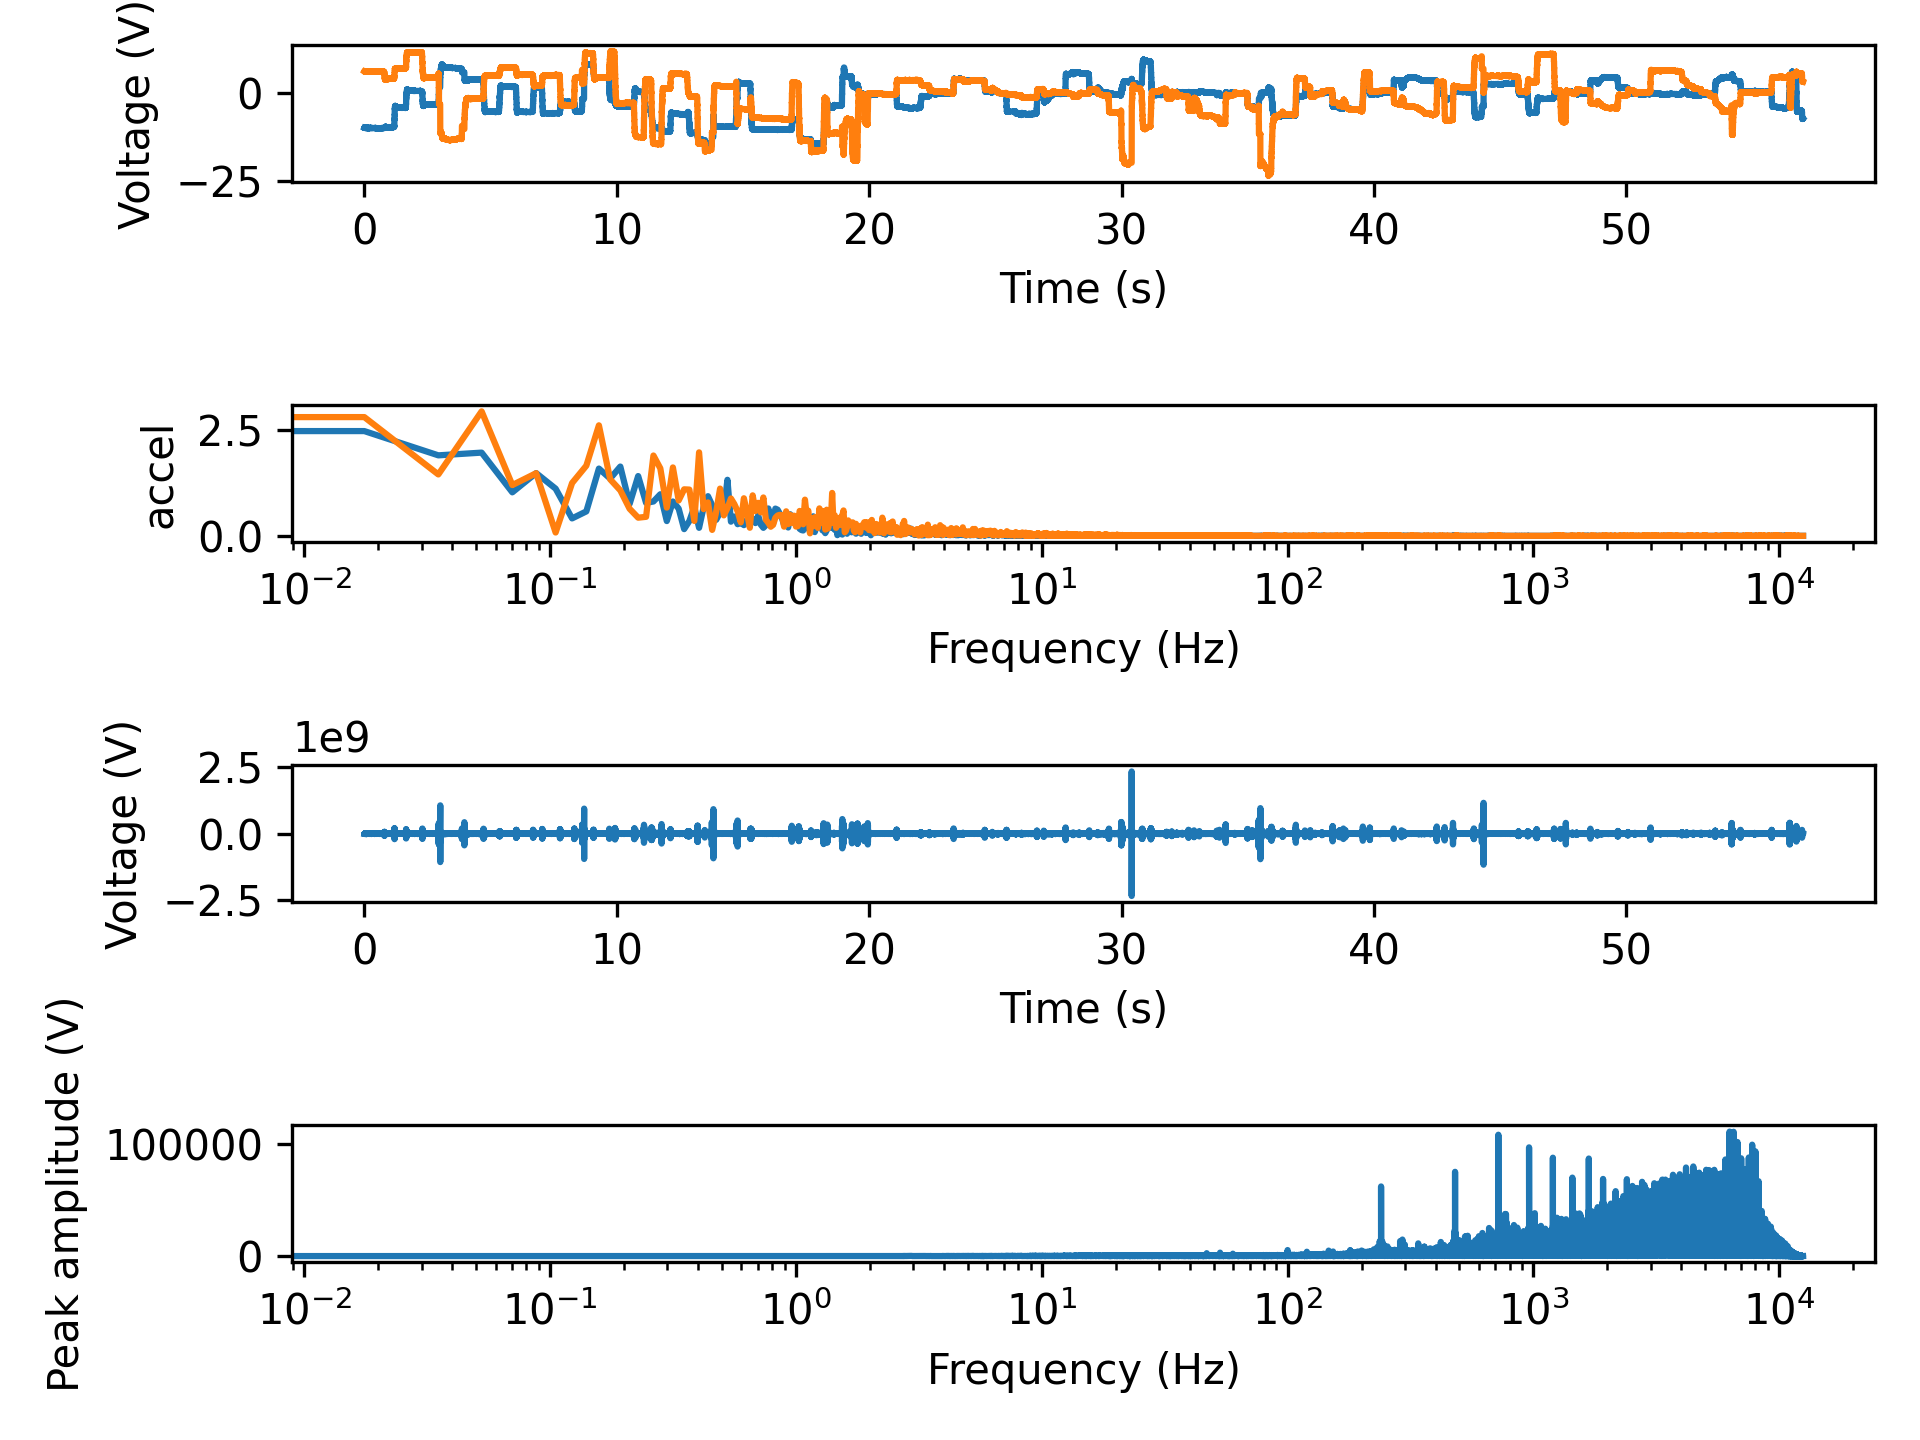 Voltage (V)
0
−25
0 10 20 30 40 50
Time (s)
accel
2.5
0.0
10⁻² 10⁻¹ 10⁰ 10¹ 10² 10³ 10⁴
Frequency (Hz)
1e9
Voltage (V)
2.5
0.0
−2.5
0 10 20 30 40 50
Time (s)
Peak amplitude (V)
100000
0
10⁻² 10⁻¹ 10⁰ 10¹ 10² 10³ 10⁴
Frequency (Hz)